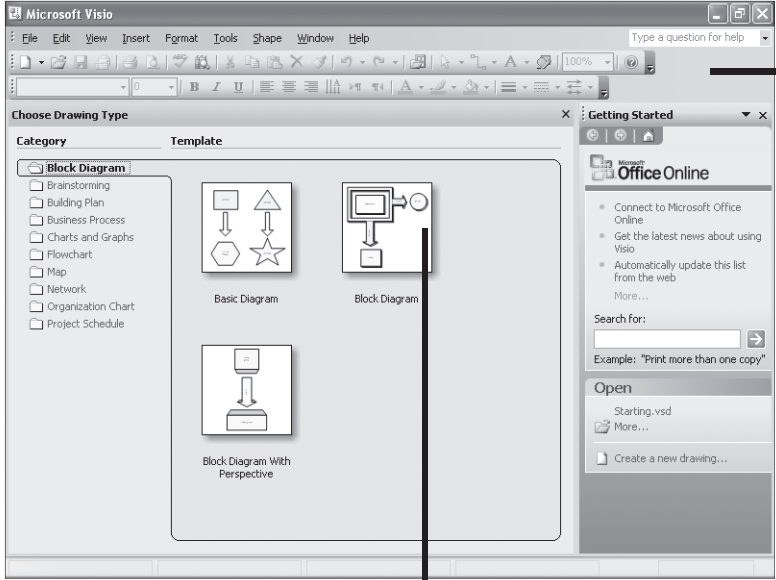 Microsoft Visio
File Edit View Insert Format Tools Shape Window Help
Type a question for help
100%
0 B I U A
Choose Drawing Type
Getting Started
Category
Template
Block Diagram
Brainstorming
Building Plan
Business Process
Charts and Graphs
Flowchart
Map
Network
Organization Chart
Project Schedule
Basic Diagram
Block Diagram
Block Diagram With
Perspective
Microsoft
Office Online
Connect to Microsoft Office
Online
Get the latest news about using
Visio
Automatically update this list
from the web
More...
Search for:
Example: "Print more than one copy"
Open
Starting.vsd
More...
Create a new drawing...